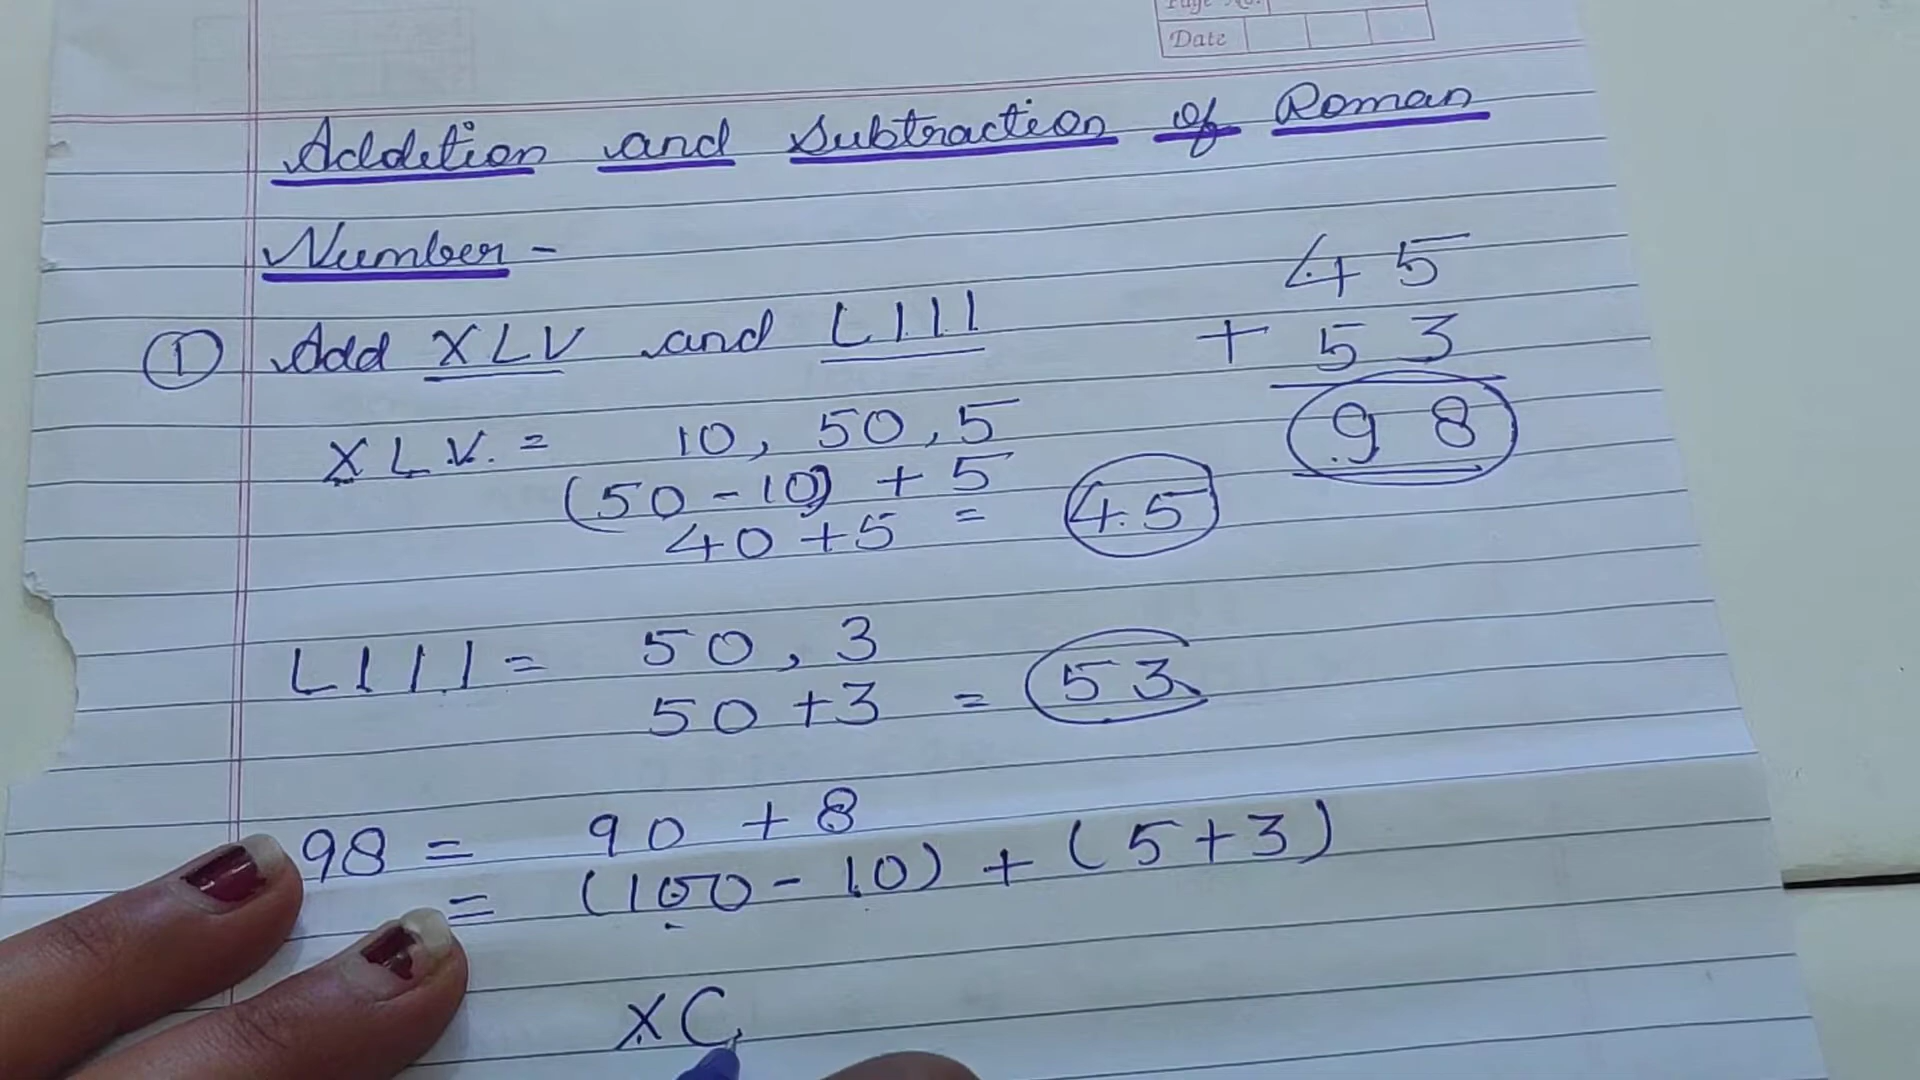 Page No.
Date
Addition and Subtraction of Roman
Number -
① Add XLV and LIII
45
+ 53
98
XLV = 10, 50, 5
(50 - 10) + 5
40 + 5 = 45
LIII = 50, 3
50 + 3 = 53
98 = 90 + 8
= (100 - 10) + (5 + 3)
XC